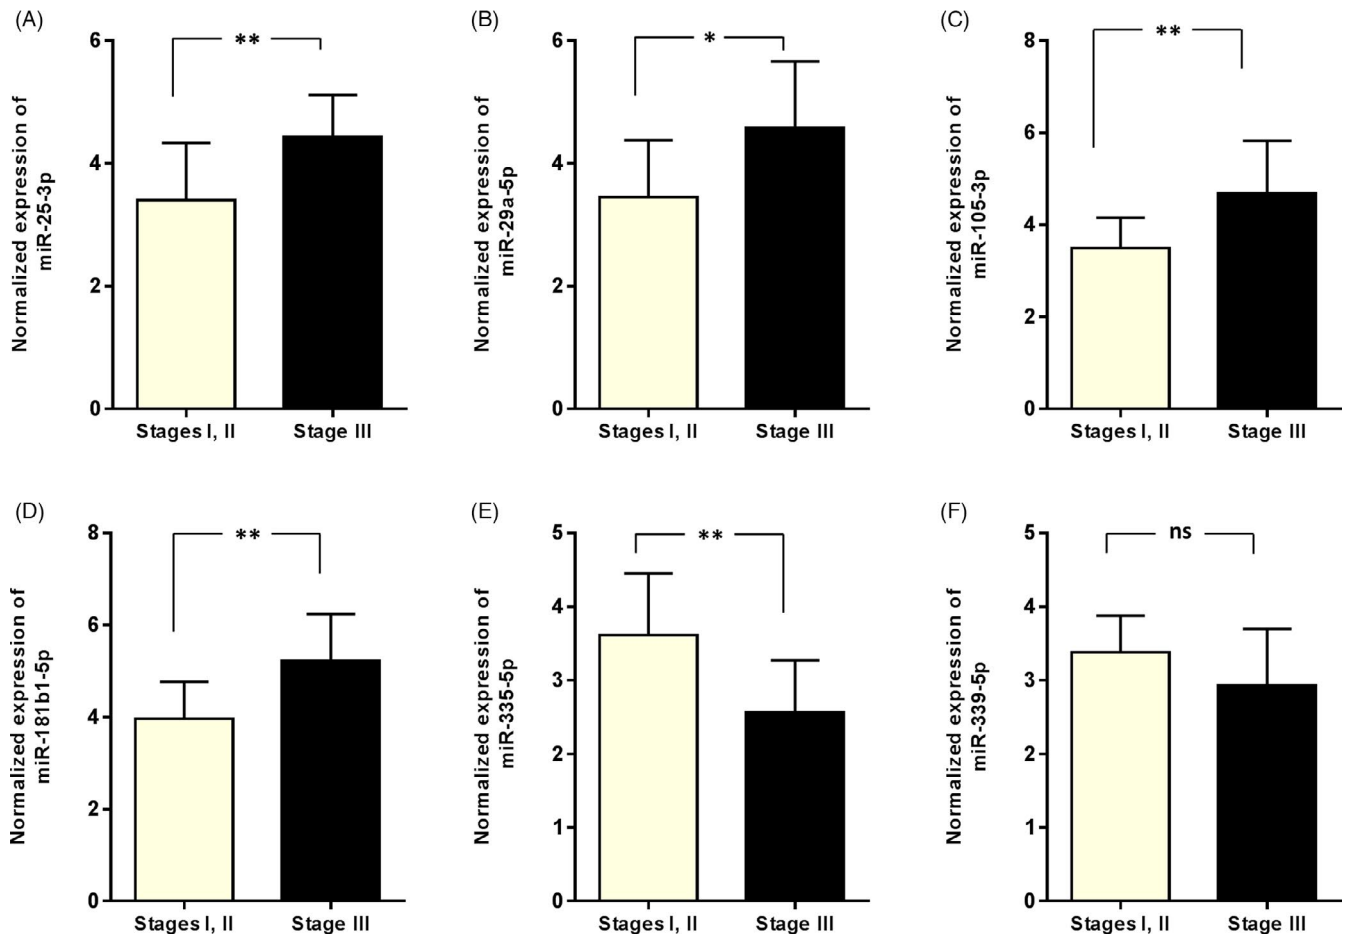 (A)
Normalized expression of
miR-25-3p
6
4
2
0
**
Stages I, II
Stage III
(B)
Normalized expression of
miR-29a-5p
6
4
2
0
*
Stages I, II
Stage III
(C)
Normalized expression of
miR-105-3p
8
6
4
2
0
**
Stages I, II
Stage III
(D)
Normalized expression of
miR-181b1-5p
8
6
4
2
0
**
Stages I, II
Stage III
(E)
Normalized expression of
miR-335-5p
5
4
3
2
1
0
**
Stages I, II
Stage III
(F)
Normalized expression of
miR-339-5p
5
4
3
2
1
0
ns
Stages I, II
Stage III